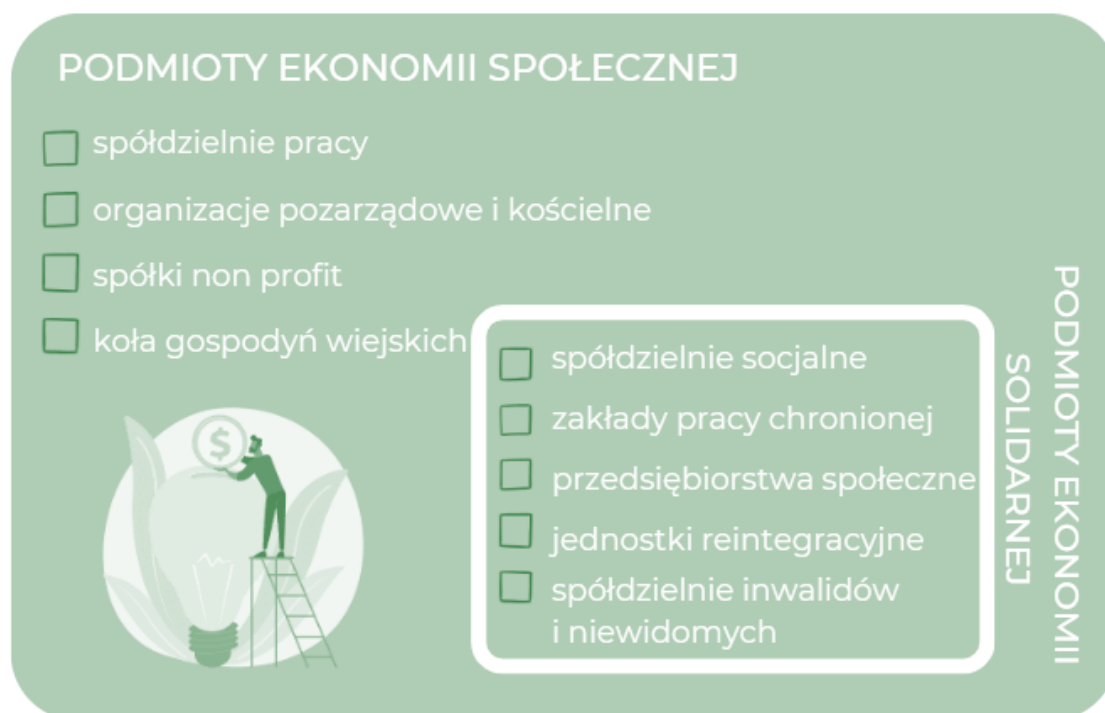 PODMIOTY EKONOMII SPOŁECZNEJ
spółdzielnie pracy
organizacje pozarządowe i kościelne
spółki non profit
koła gospodyń wiejskich
spółdzielnie socjalne
zakłady pracy chronionej
przedsiębiorstwa społeczne
jednostki reintegracyjne
spółdzielnie inwalidów
i niewidomych
PODMIOTY EKONOMII
SOLIDARNEJ
$